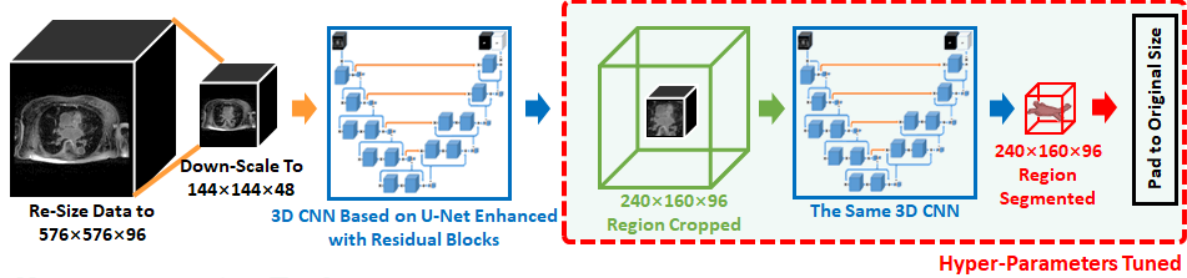 Re-Size Data to
576×576×96
Down-Scale To
144×144×48
3D CNN Based on U-Net Enhanced
with Residual Blocks
240×160×96
Region Cropped
The Same 3D CNN
240×160×96
Region
Segmented
Pad to Original Size
Hyper-Parameters Tuned